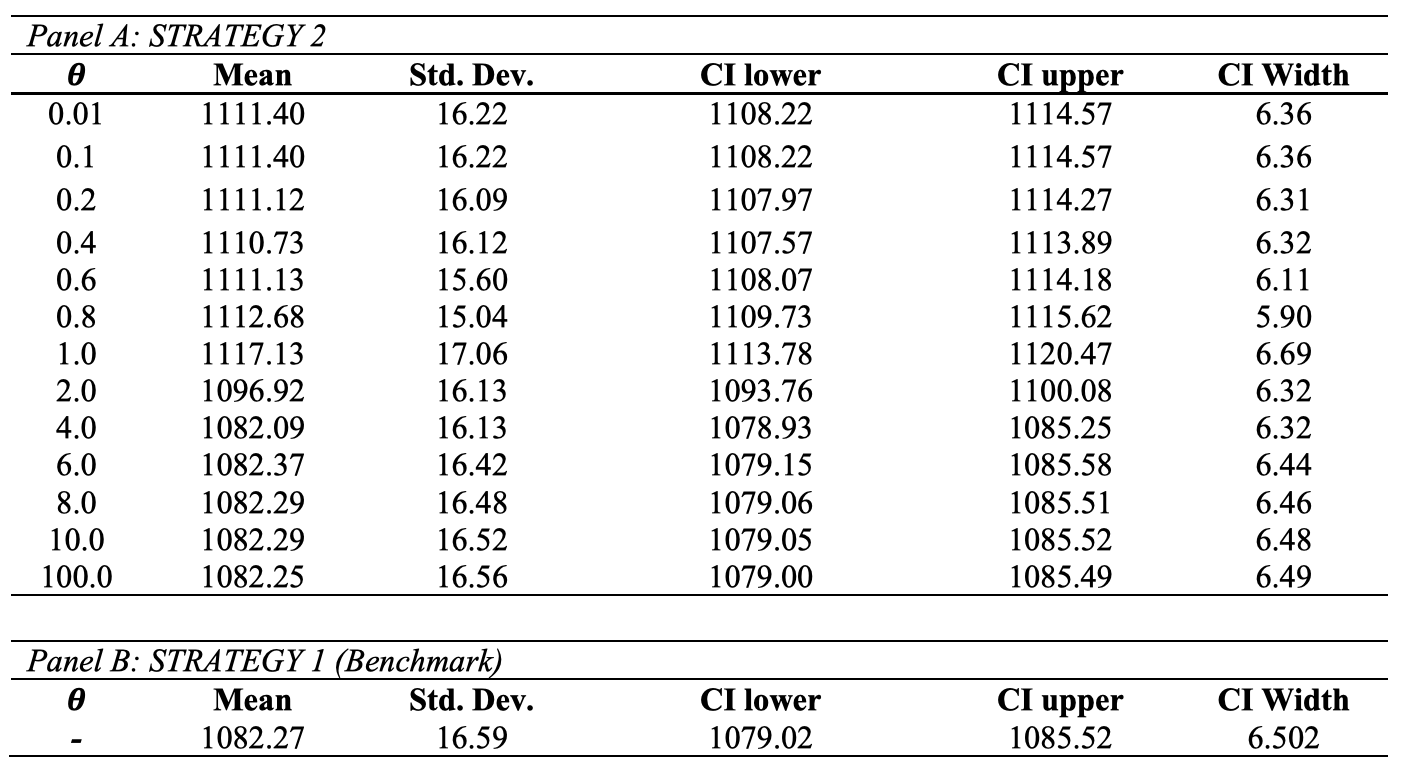 Panel A: STRATEGY 2
θ Mean Std. Dev. CI lower CI upper CI Width
0.01 1111.40 16.22 1108.22 1114.57 6.36
0.1 1111.40 16.22 1108.22 1114.57 6.36
0.2 1111.12 16.09 1107.97 1114.27 6.31
0.4 1110.73 16.12 1107.57 1113.89 6.32
0.6 1111.13 15.60 1108.07 1114.18 6.11
0.8 1112.68 15.04 1109.73 1115.62 5.90
1.0 1117.13 17.06 1113.78 1120.47 6.69
2.0 1096.92 16.13 1093.76 1100.08 6.32
4.0 1082.09 16.13 1078.93 1085.25 6.32
6.0 1082.37 16.42 1079.15 1085.58 6.44
8.0 1082.29 16.48 1079.06 1085.51 6.46
10.0 1082.29 16.52 1079.05 1085.52 6.48
100.0 1082.25 16.56 1079.00 1085.49 6.49
Panel B: STRATEGY 1 (Benchmark)
θ Mean Std. Dev. CI lower CI upper CI Width
- 1082.27 16.59 1079.02 1085.52 6.502